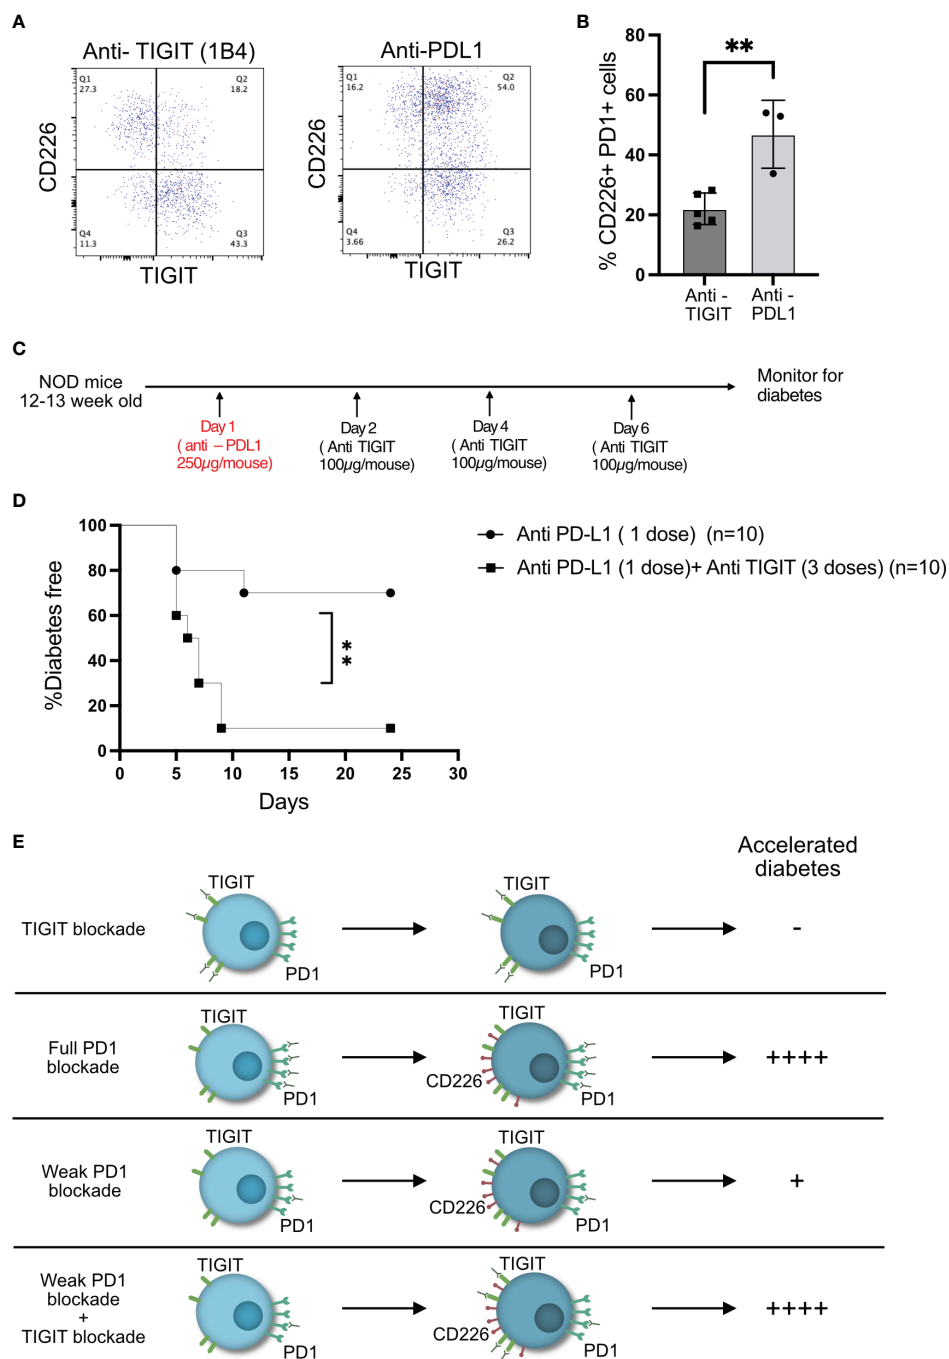 A
Anti- TIGIT (1B4)
Q1
27.3
Q2
18.2
Q4
11.3
Q3
43.3
CD226
TIGIT
Anti-PDL1
Q1
16.2
Q2
54.0
Q4
3.66
Q3
26.2
CD226
TIGIT
B
% CD226+ PD1+ cells
80
60
40
20
0
**
Anti -
TIGIT
Anti -
PDL1
C
NOD mice
12-13 week old
Day 1
( anti – PDL1
250µg/mouse)
Day 2
( Anti TIGIT
100µg/mouse)
Day 4
( Anti TIGIT
100µg/mouse)
Day 6
( Anti TIGIT
100µg/mouse)
Monitor for
diabetes
D
%Diabetes free
100
80
60
40
20
0
0 5 10 15 20 25 30
Days
**
Anti PD-L1 ( 1 dose) (n=10)
Anti PD-L1 (1 dose)+ Anti TIGIT (3 doses) (n=10)
E
Accelerated
diabetes
TIGIT blockade
TIGIT
PD1
TIGIT
PD1
-
Full PD1
blockade
TIGIT
PD1
TIGIT
CD226
PD1
++++
Weak PD1
blockade
TIGIT
PD1
TIGIT
CD226
PD1
+
Weak PD1
blockade
+
TIGIT blockade
TIGIT
PD1
TIGIT
CD226
PD1
++++